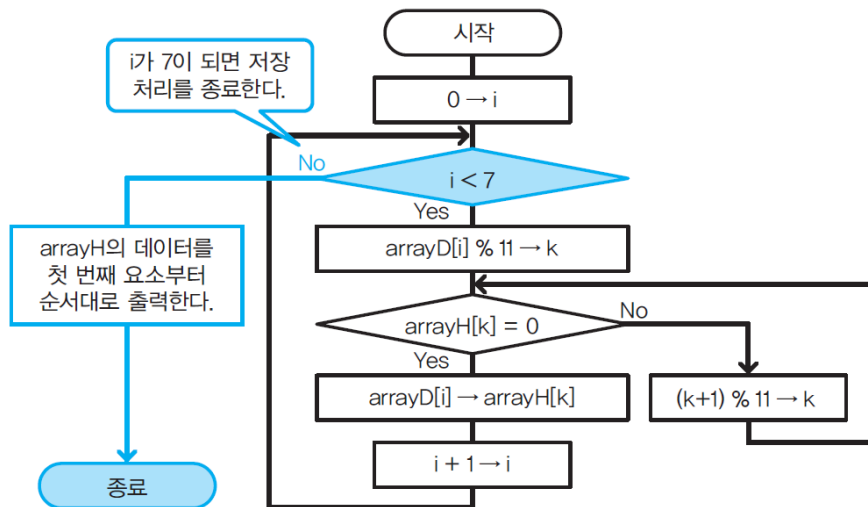 시작
i가 7이 되면 저장
처리를 종료한다.
0 → i
No
i < 7
Yes
arrayH의 데이터를
첫 번째 요소부터
순서대로 출력한다.
arrayD[i] % 11 → k
arrayH[k] = 0
No
Yes
arrayD[i] → arrayH[k]
(k+1) % 11 → k
i + 1 → i
종료